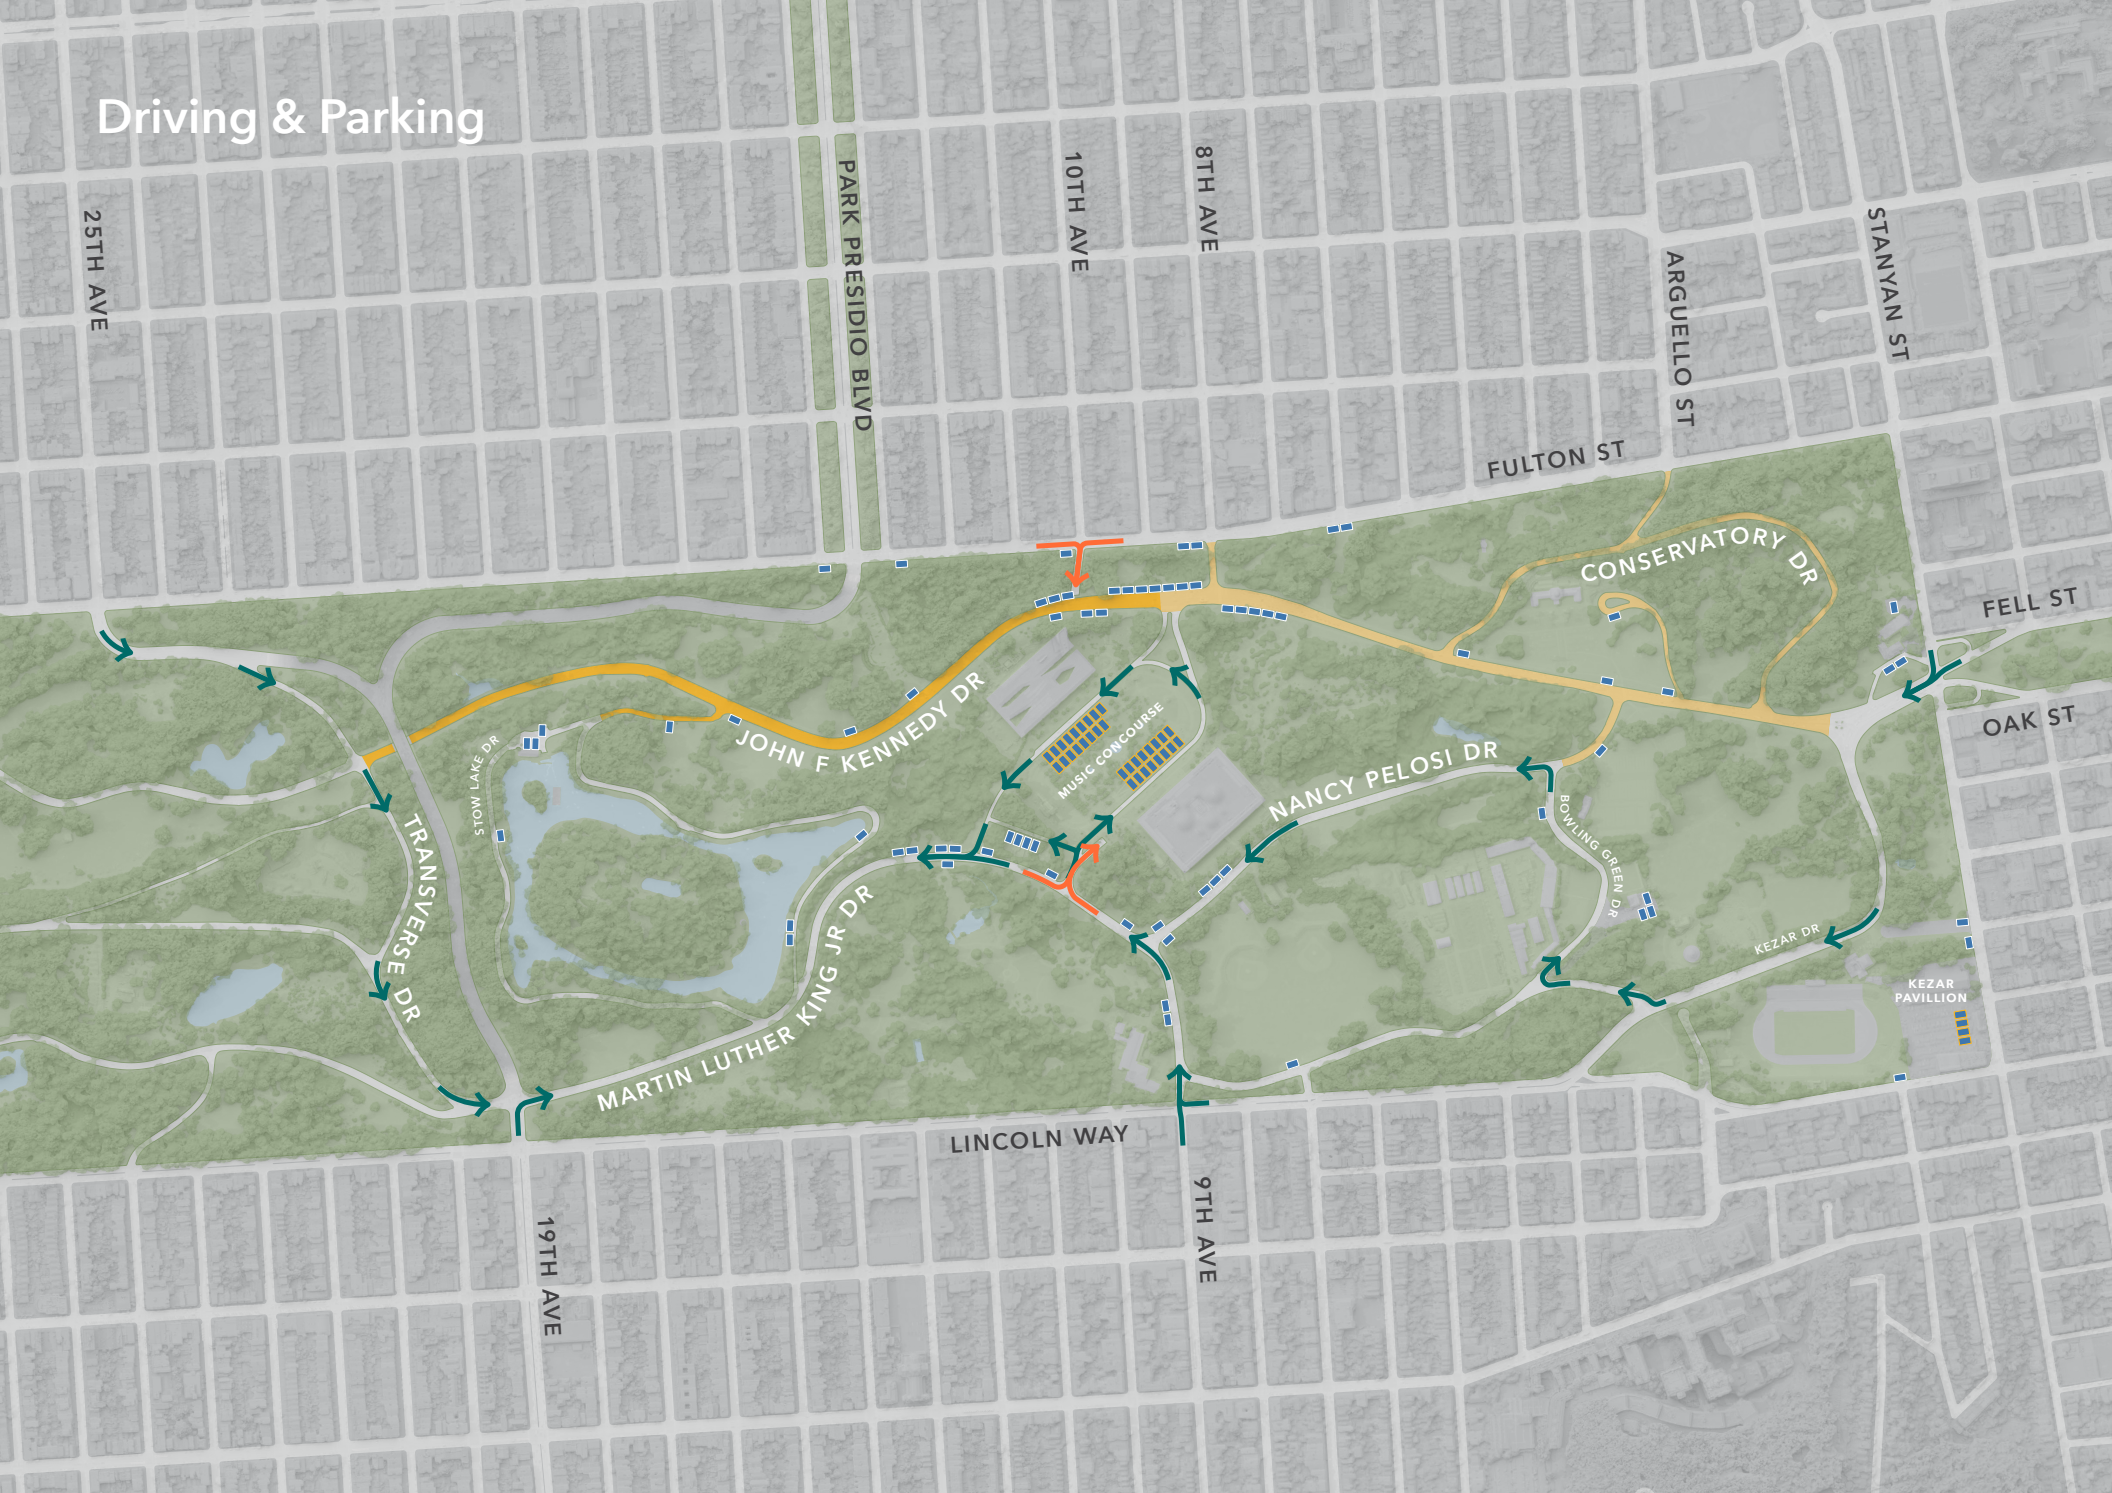 Driving & Parking
25TH AVE
PARK PRESIDIO BLVD
10TH AVE
8TH AVE
ARGUELLO ST
STANYAN ST
FULTON ST
CONSERVATORY DR
FELL ST
OAK ST
JOHN F KENNEDY DR
MUSIC CONCOURSE
NANCY PELOSI DR
STOW LAKE DR
BOWLING GREEN DR
TRANSVERSE DR
MARTIN LUTHER KING JR DR
KEZAR DR
KEZAR
PAVILLION
LINCOLN WAY
19TH AVE
9TH AVE